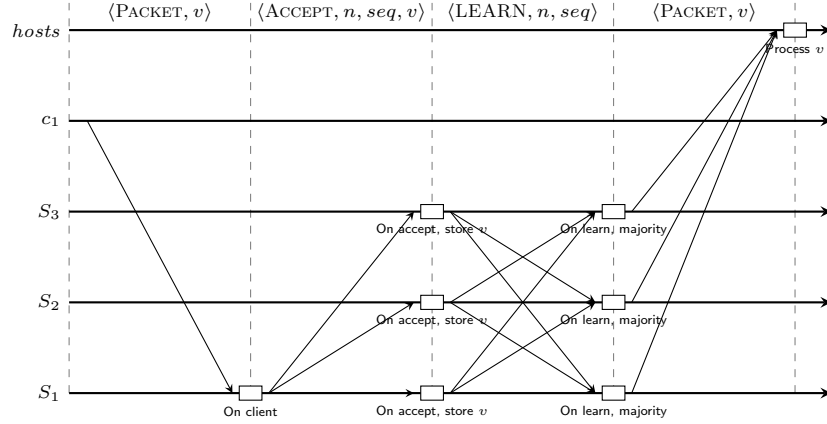 ⟨PACKET, v⟩ ⟨ACCEPT, n, seq, v⟩ ⟨LEARN, n, seq⟩ ⟨PACKET, v⟩
hosts
Process v
c₁
S₃
On accept, store v On learn, majority
S₂
On accept, store v On learn, majority
S₁
On client On accept, store v On learn, majority